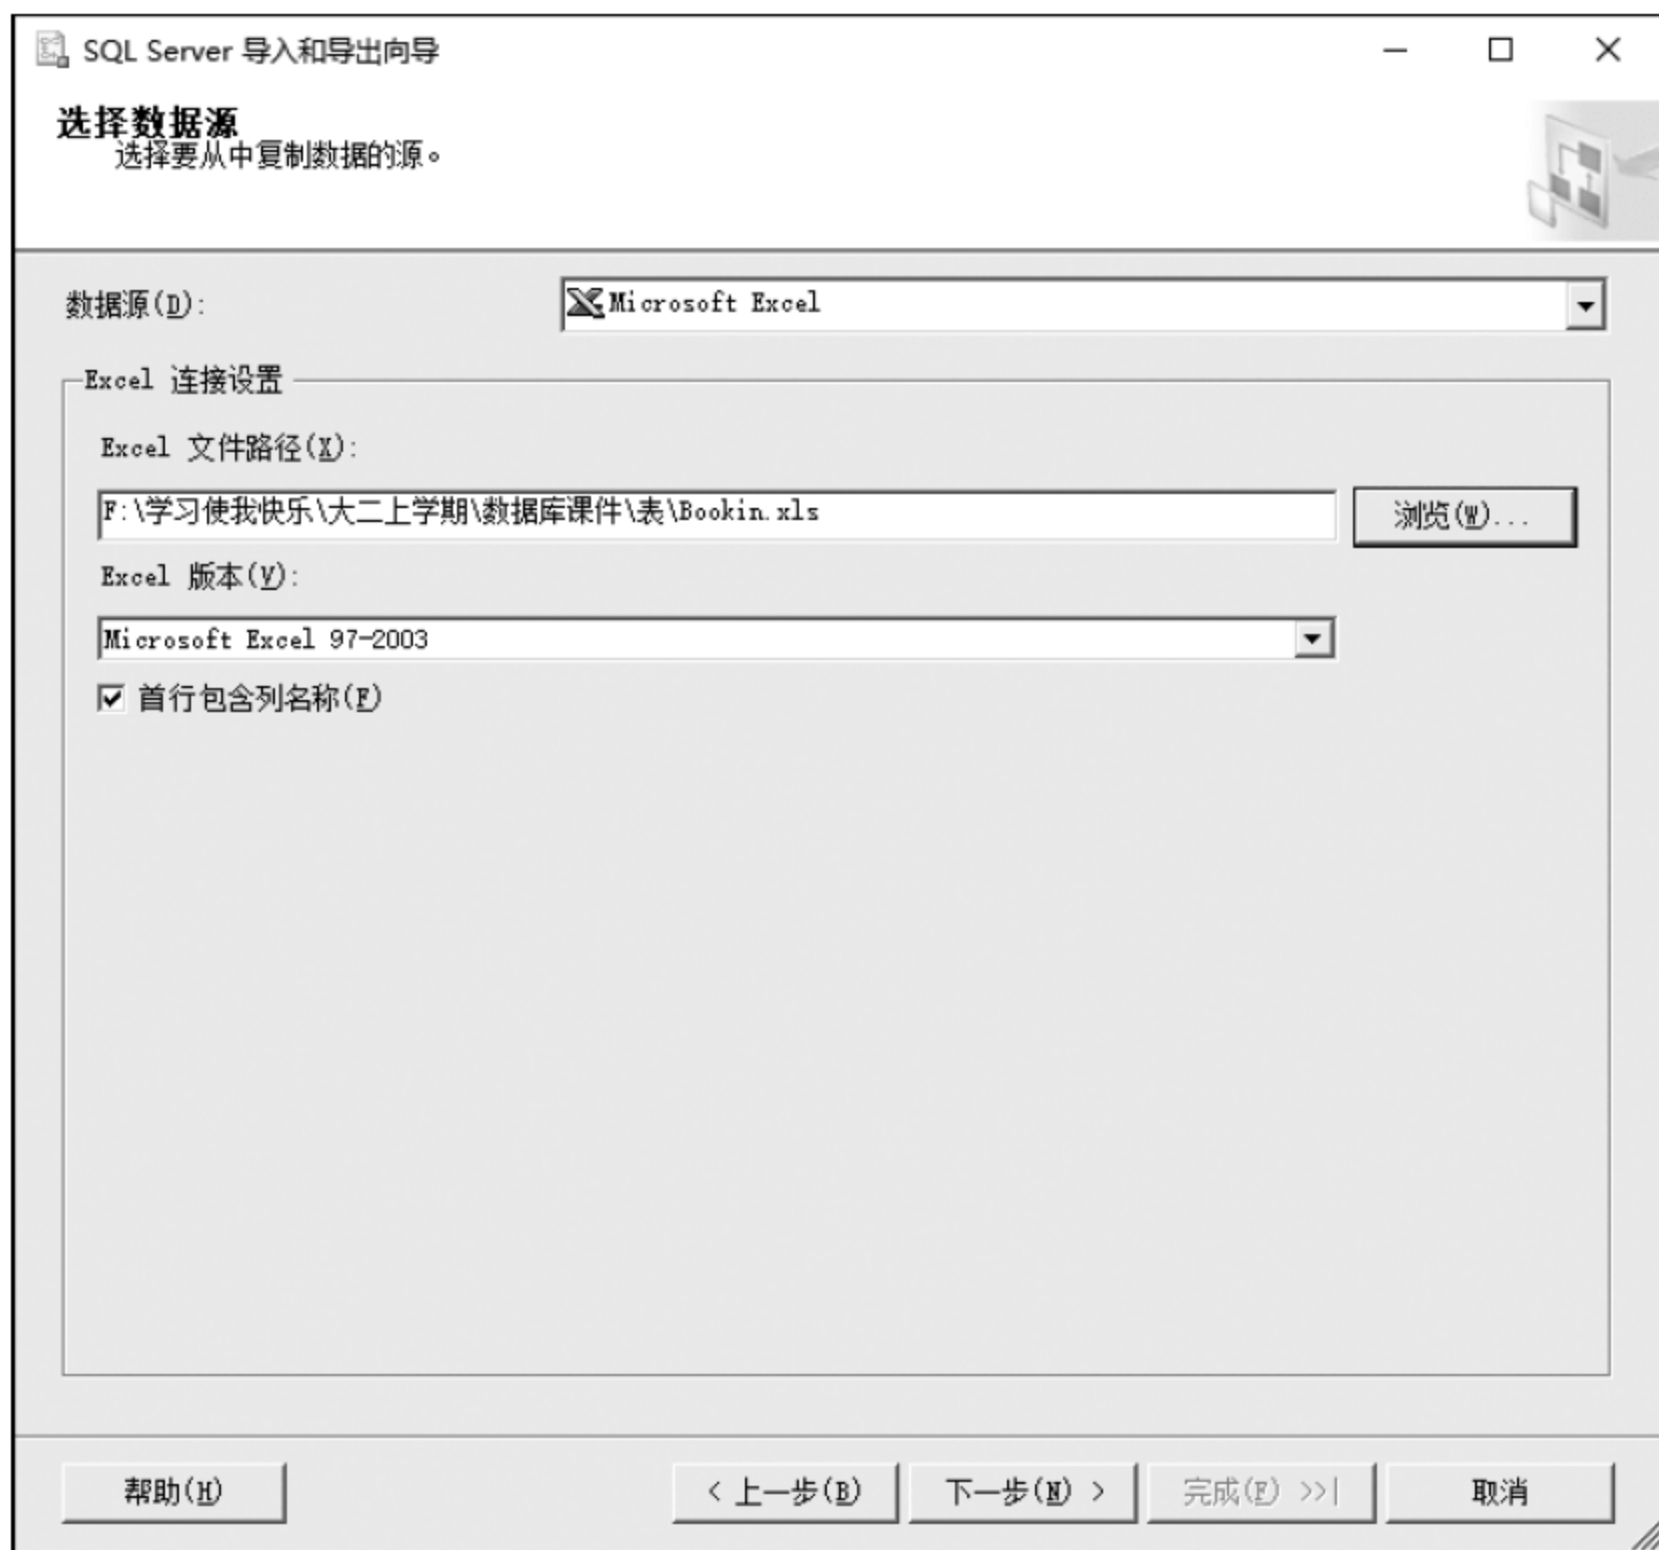 SQL Server 导入和导出向导
选择数据源
选择要从中复制数据的源。
数据源(D):
Microsoft Excel
Excel 连接设置
Excel 文件路径(X):
F:\学习使我快乐\大二上学期\数据库课件\表\Bookin.xls
浏览(W)...
Excel 版本(V):
Microsoft Excel 97-2003
首行包含列名称(F)
帮助(H)
< 上一步(B)
下一步(N) >
完成(F) >>|
取消